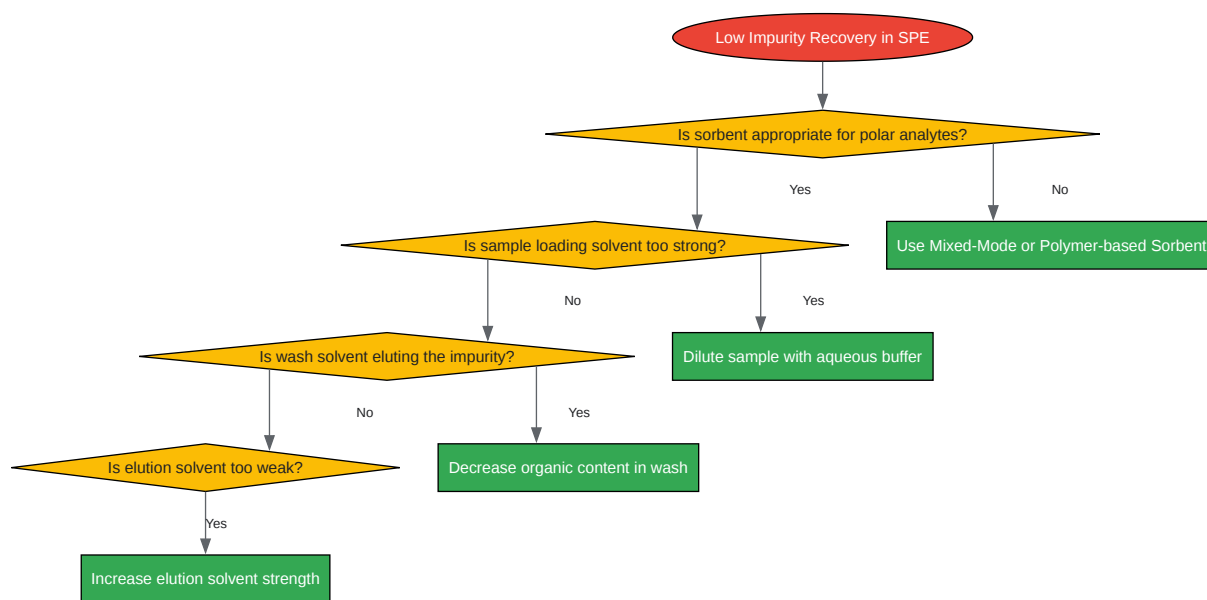 Low Impurity Recovery in SPE
Is sorbent appropriate for polar analytes?
Yes
No
Is sample loading solvent too strong?
Use Mixed-Mode or Polymer-based Sorbent
No
Yes
Is wash solvent eluting the impurity?
Dilute sample with aqueous buffer
No
Yes
Is elution solvent too weak?
Decrease organic content in wash
Yes
Increase elution solvent strength